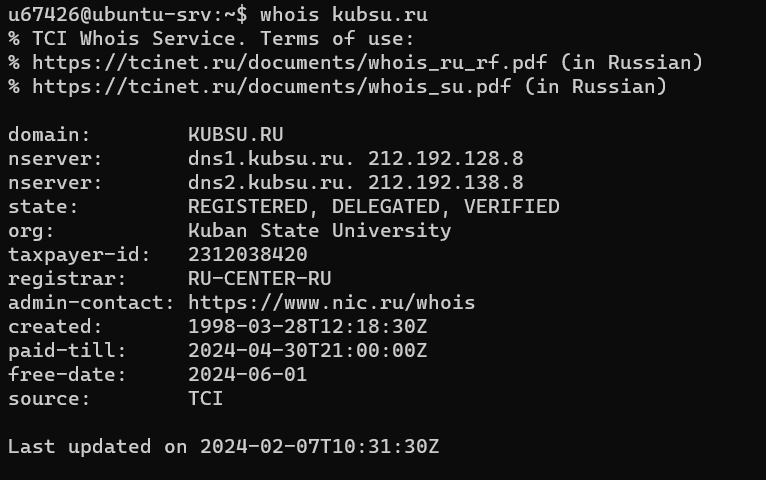 u67426@ubuntu-srv:~$ whois kubsu.ru
% TCI Whois Service. Terms of use:
% https://tcinet.ru/documents/whois_ru_rf.pdf (in Russian)
% https://tcinet.ru/documents/whois_su.pdf (in Russian)

domain:        KUBSU.RU
nserver:       dns1.kubsu.ru. 212.192.128.8
nserver:       dns2.kubsu.ru. 212.192.138.8
state:         REGISTERED, DELEGATED, VERIFIED
org:           Kuban State University
taxpayer-id:   2312038420
registrar:     RU-CENTER-RU
admin-contact: https://www.nic.ru/whois
created:       1998-03-28T12:18:30Z
paid-till:     2024-04-30T21:00:00Z
free-date:     2024-06-01
source:        TCI

Last updated on 2024-02-07T10:31:30Z